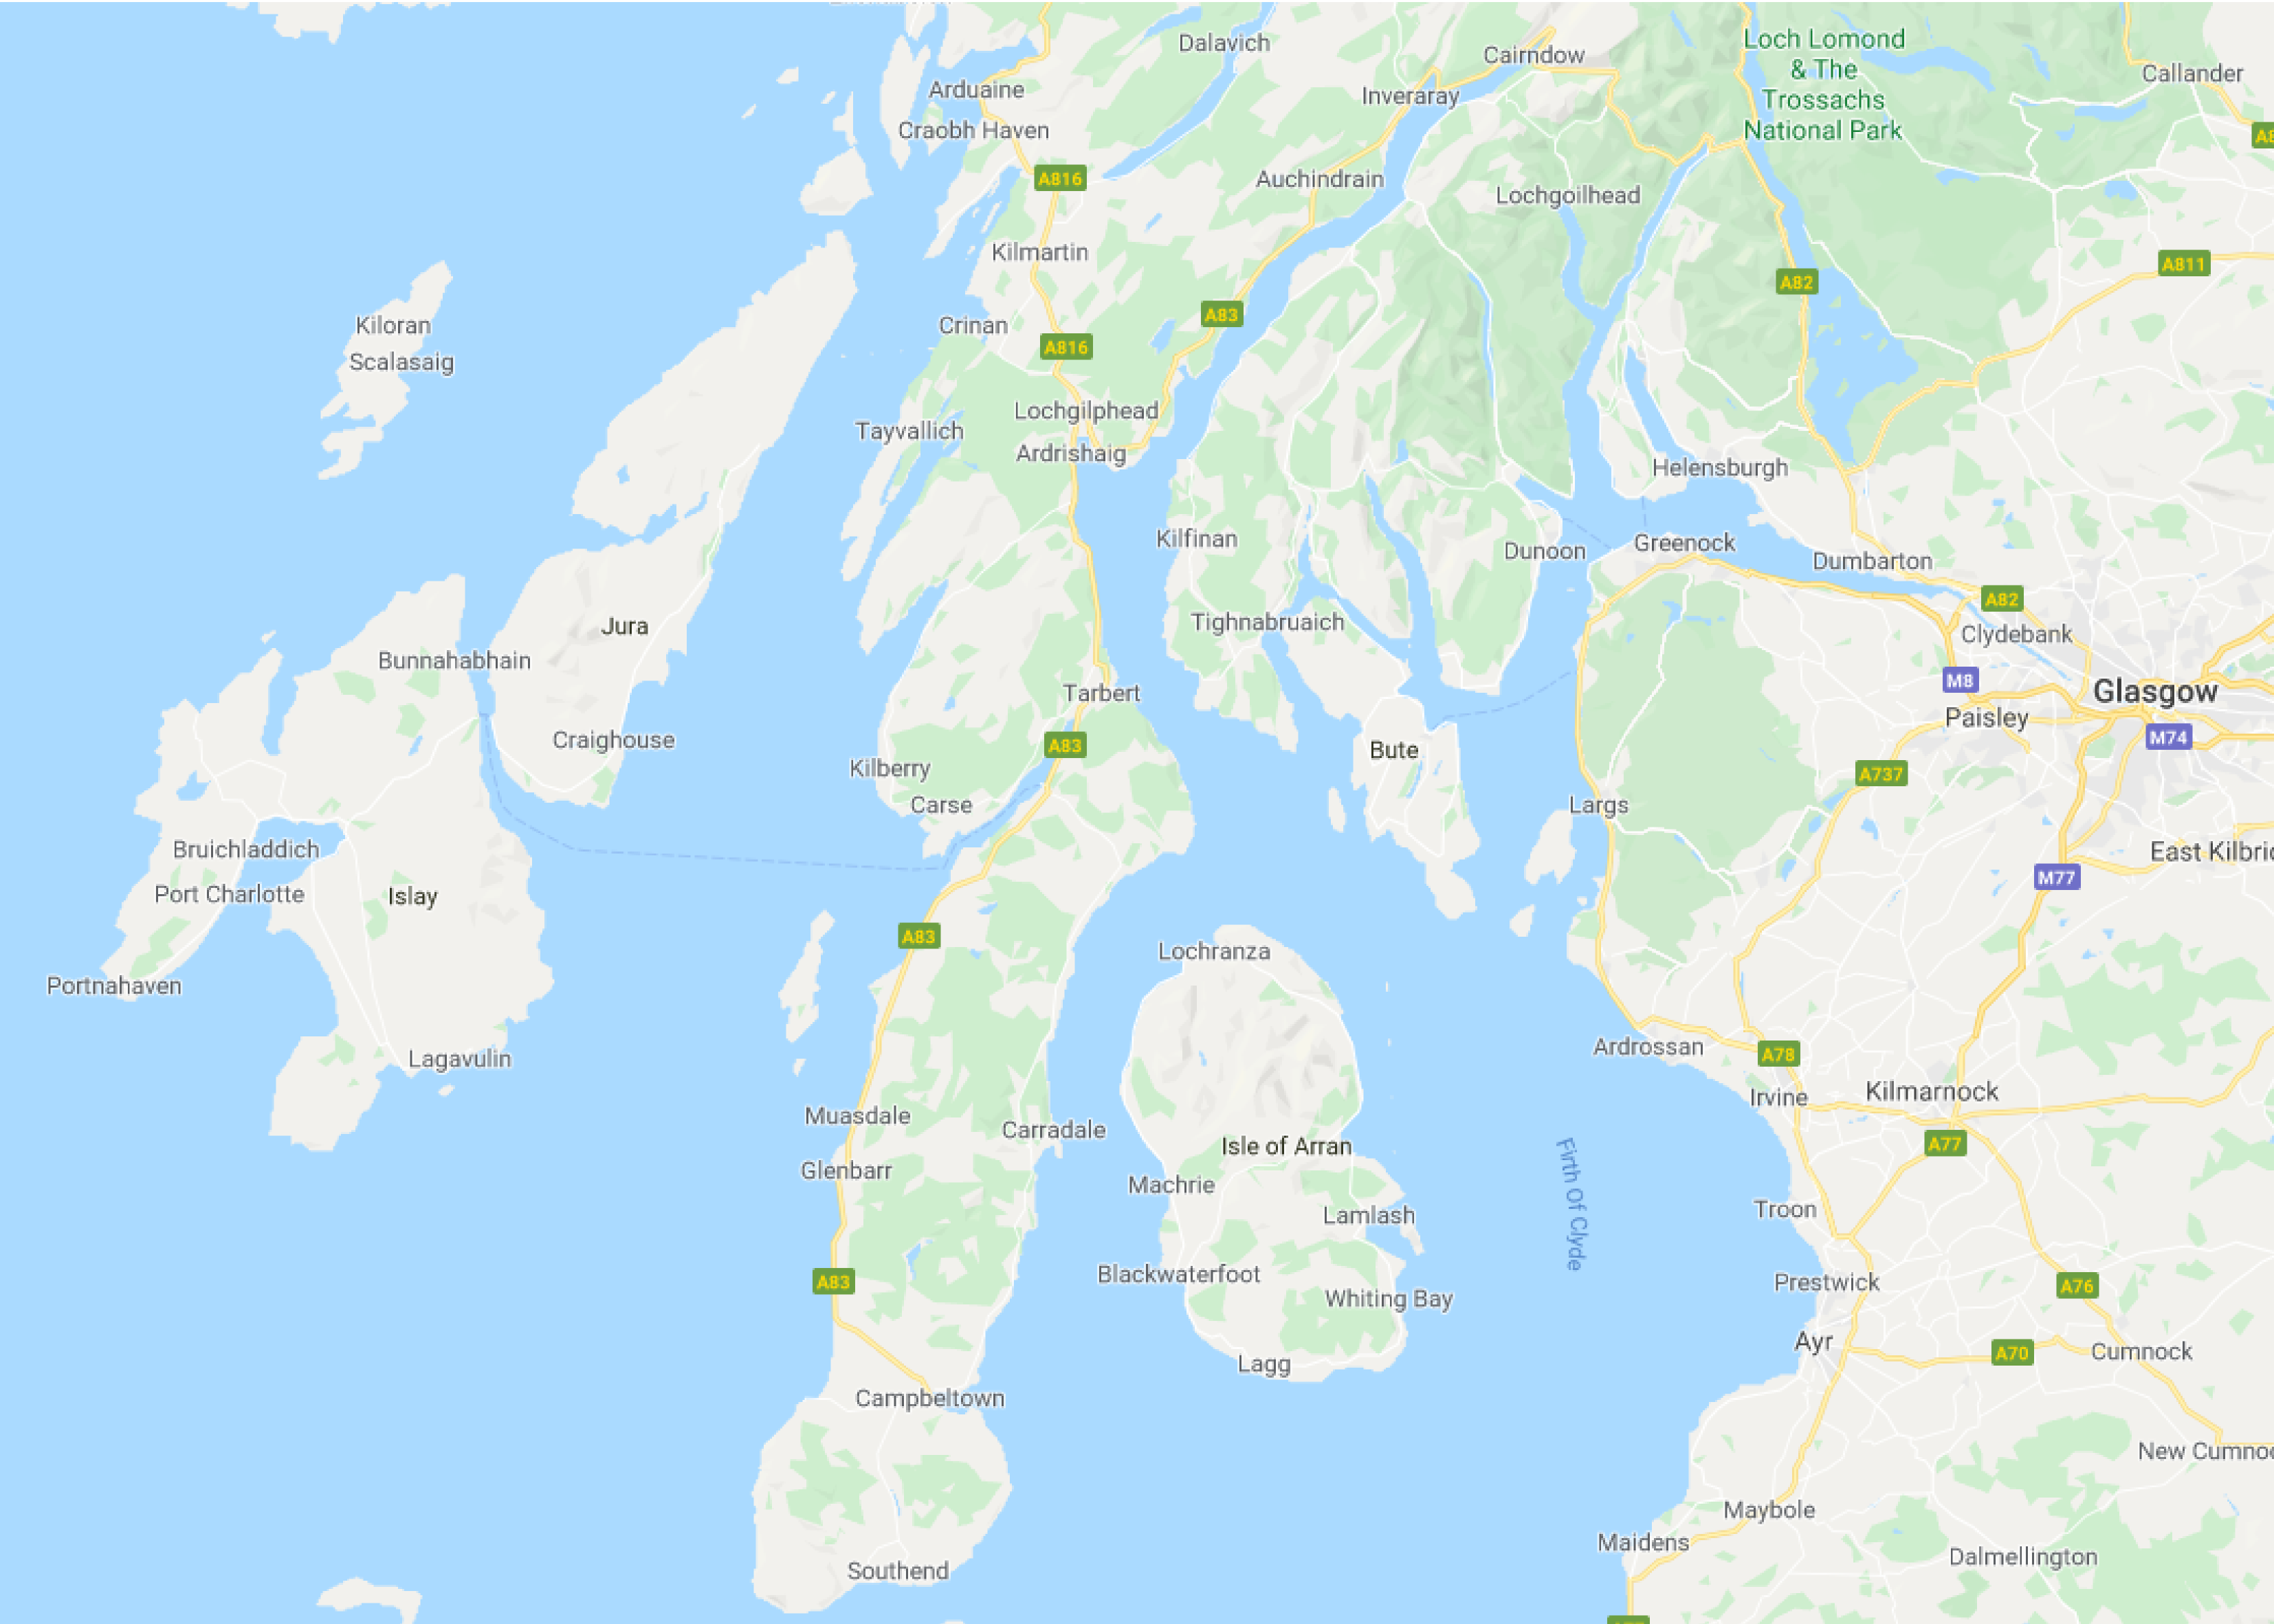 Dalavich
Cairndow
Loch Lomond
& The
Trossachs
National Park
Callander
Arduaine
Inveraray
Craobh Haven
A816
Auchindrain
Lochgoilhead
Kilmartin
A811
A82
A83
Kiloran
Crinan
A816
Scalasaig
Lochgilphead
Tayvallich
Ardrishaig
Helensburgh
Kilfinan
Dunoon
Greenock
Dumbarton
A82
Jura
Tighnabruaich
Clydebank
Bunnahabhain
M8
Tarbert
Glasgow
Paisley
Craighouse
A83
Bute
M74
Kilberry
A737
Carse
Largs
Bruichladdich
East Kilbri
M77
Port Charlotte
Islay
A83
Lochranza
Portnahaven
Ardrossan
A78
Lagavulin
Irvine
Kilmarnock
Muasdale
Carradale
Isle of Arran
A77
Firth Of Clyde
Glenbarr
Machrie
Lamlash
Troon
Blackwaterfoot
A83
Prestwick
A76
Whiting Bay
Ayr
A70
Cumnock
Lagg
Campbeltown
New Cumno
Maybole
Maidens
Dalmellington
Southend